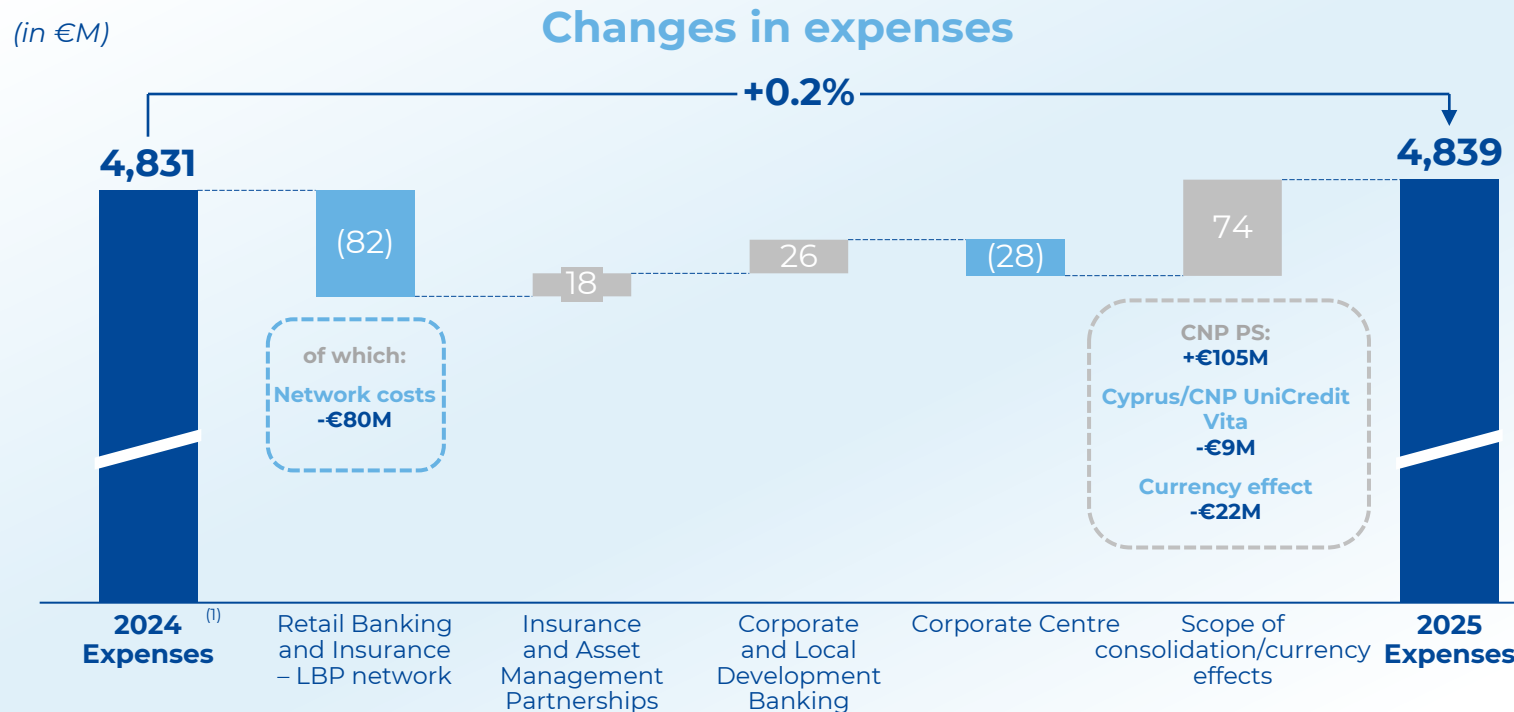 (in €M)
Changes in expenses
+0.2%
4,831
4,839
(82)
18
26
(28)
74
of which:
Network costs
-€80M
CNP PS:
+€105M
Cyprus/CNP UniCredit
Vita
-€9M
Currency effect
-€22M
2024 (1)
Expenses
Retail Banking
and Insurance
– LBP network
Insurance
and Asset
Management
Partnerships
Corporate
and Local
Development
Banking
Corporate Centre
Scope of
consolidation/currency
effects
2025
Expenses